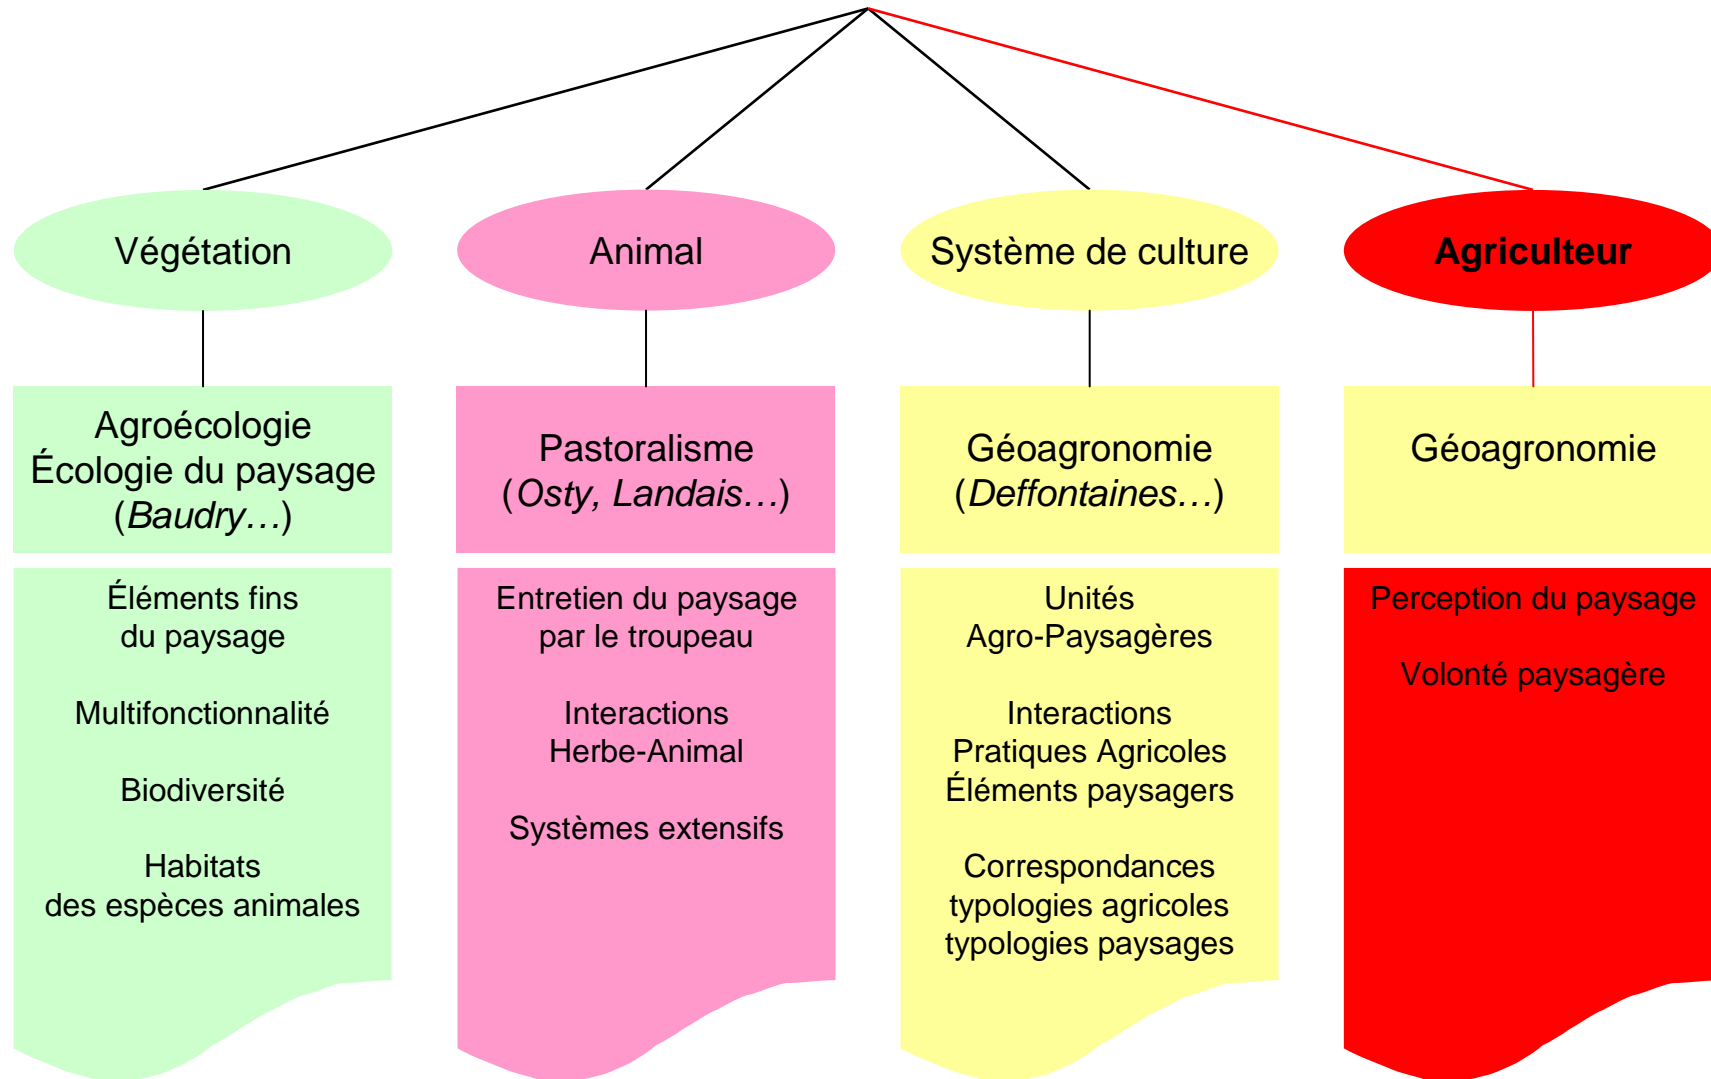 Végétation
Animal
Système de culture
Agriculteur
Agroécologie
Écologie du paysage
(Baudry…)
Pastoralisme
(Osty, Landais…)
Géoagronomie
(Deffontaines…)
Géoagronomie
Éléments fins
du paysage
Multifonctionnalité
Biodiversité
Habitats
des espèces animales
Entretien du paysage
par le troupeau
Interactions
Herbe-Animal
Systèmes extensifs
Unités
Agro-Paysagères
Interactions
Pratiques Agricoles
Éléments paysagers
Correspondances
typologies agricoles
typologies paysages
Perception du paysage
Volonté paysagère